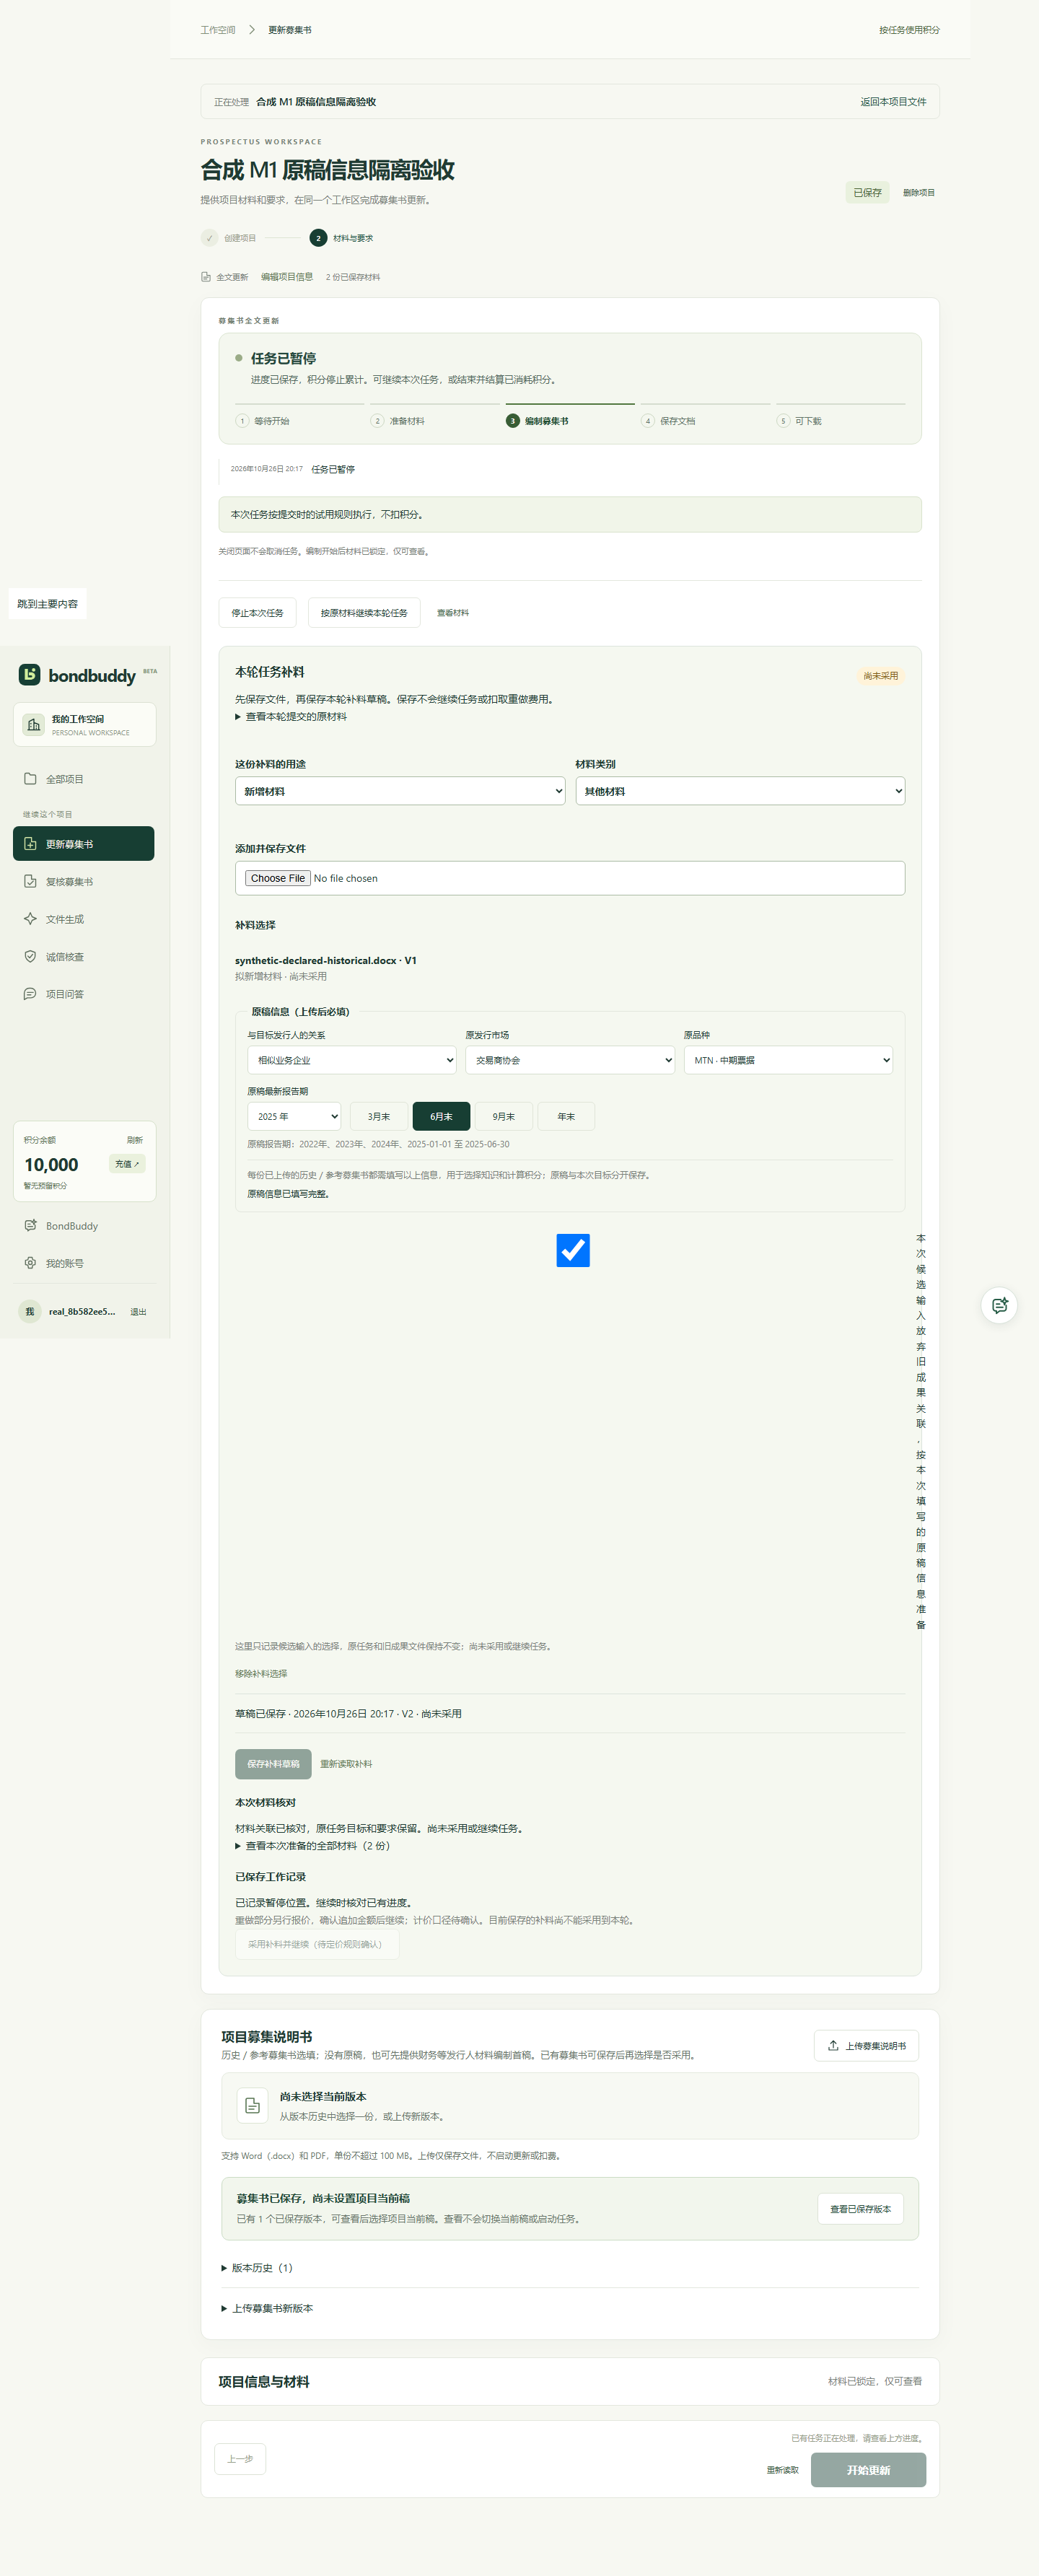 工作空间 > 更新募集书
按任务使用积分
正在处理 合成 M1 原稿信息隔离验收
返回本项目文件
PROSPECTUS WORKSPACE
合成 M1 原稿信息隔离验收
提供项目材料和要求，在同一个工作区完成募集书更新。
已保存
删除项目
✓ 创建项目
2 材料与要求
全文更新 编辑项目信息 2 份已保存材料
募集书全文更新
任务已暂停
进度已保存，积分停止累计。可继续本次任务，或结束并结算已消耗积分。
1 等待开始
2 准备材料
3 编制募集书
4 保存文档
5 可下载
2026年10月26日 20:17 任务已暂停
本次任务按提交时的试用规则执行，不扣积分。
关闭页面不会取消任务。编制开始后材料已锁定，仅可查看。
停止本次任务
按原材料继续本轮任务
查看材料
跳到主要内容
bondbuddy BETA
我的工作空间
PERSONAL WORKSPACE
全部项目
继续这个项目
更新募集书
复核募集书
文件生成
诚信核查
项目问答
积分余额 刷新
10,000 充值 ↗
暂无预留积分
BondBuddy
我的账号
我 real_8b582ee5... 退出
本轮任务补料
尚未采用
先保存文件，再保存本轮补料草稿。保存不会继续任务或扣取重做费用。
▶ 查看本轮提交的原材料
这份补料的用途
新增材料
材料类别
其他材料
添加并保存文件
Choose File No file chosen
补料选择
synthetic-declared-historical.docx · V1
拟新增材料 · 尚未采用
原稿信息（上传后必填）
与目标发行人的关系
相似业务企业
原发行市场
交易商协会
原品种
MTN · 中期票据
原稿最新报告期
2025 年 3月末 6月末 9月末 年末
原稿报告期：2022年、2023年、2024年、2025-01-01 至 2025-06-30
每份已上传的历史 / 参考募集书都需填写以上信息，用于选择知识和计算积分；原稿与本次目标分开保存。
原稿信息已填写完整。
本次候选输入放弃旧成果关联，按本次填写的原稿信息准备
这里只记录候选输入的选择，原任务和旧成果文件保持不变；尚未采用或继续任务。
移除补料选择
草稿已保存 · 2026年10月26日 20:17 · V2 · 尚未采用
保存补料草稿
重新读取补料
本次材料核对
材料关联已核对，原任务目标和要求保留。尚未采用或继续任务。
▶ 查看本次准备的全部材料（2 份）
已保存工作记录
已记录暂停位置。继续时核对已有进度。
重做部分另行报价，确认追加金额后继续；计价口径待确认。目前保存的补料尚不能采用到本轮。
采用补料并继续（待定价规则确认）
项目募集说明书
历史 / 参考募集书选填；没有原稿，也可先提供财务等发行人材料编制首稿。已有募集书可保存后再选择是否采用。
上传募集说明书
尚未选择当前版本
从版本历史中选择一份，或上传新版本。
支持 Word（.docx）和 PDF，单份不超过 100 MB。上传仅保存文件，不启动更新或扣费。
募集书已保存，尚未设置项目当前稿
已有 1 个已保存版本，可查看后选择项目当前稿。查看不会切换当前稿或启动任务。
查看已保存版本
▶ 版本历史（1）
▶ 上传募集书新版本
项目信息与材料
材料已锁定，仅可查看
上一步
已有任务正在处理，请查看上方进度。
重新读取
开始更新